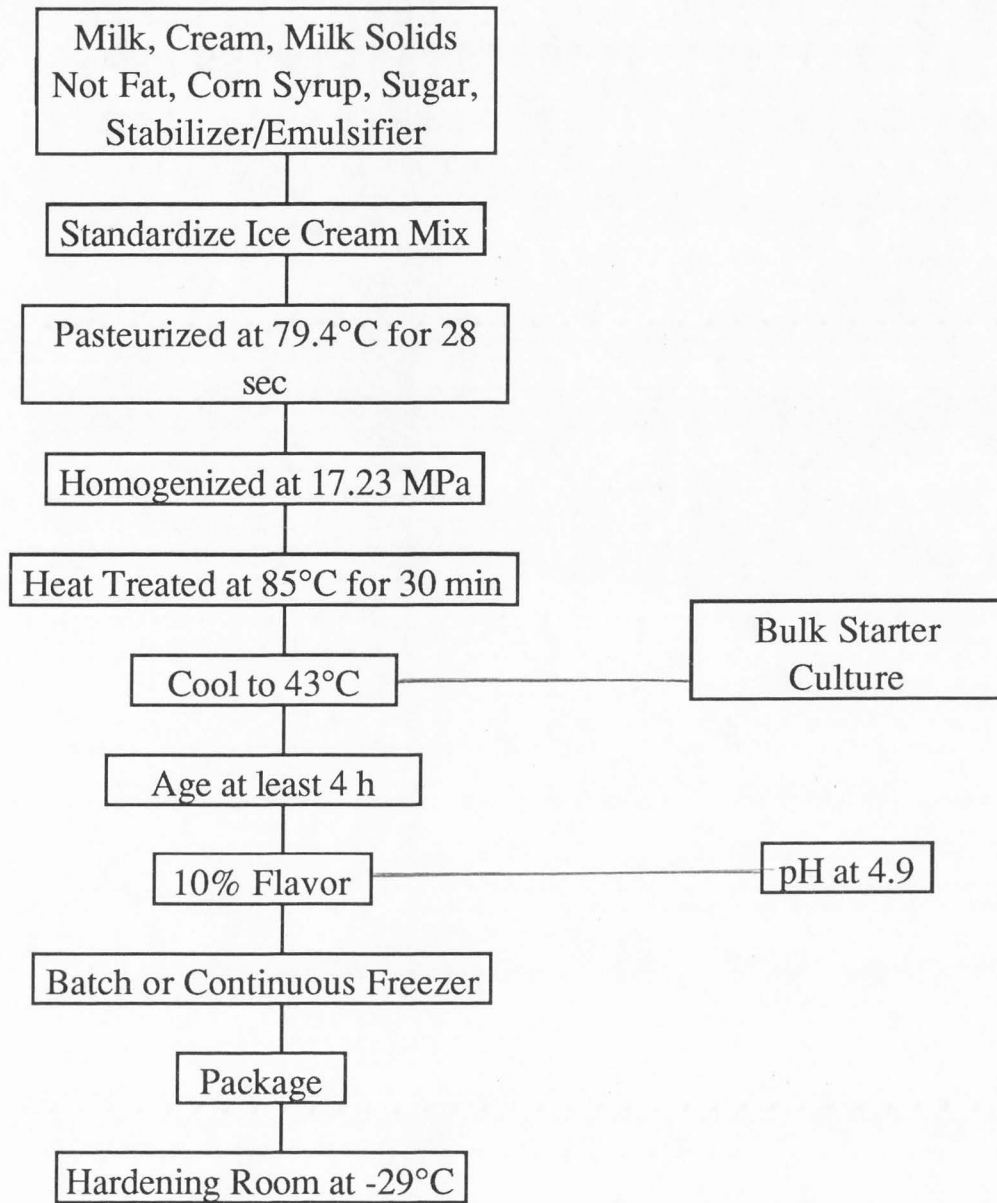 Milk, Cream, Milk Solids
Not Fat, Corn Syrup, Sugar,
Stabilizer/Emulsifier
Standardize Ice Cream Mix
Pasteurized at 79.4°C for 28
sec
Homogenized at 17.23 MPa
Heat Treated at 85°C for 30 min
Bulk Starter
Culture
Cool to 43°C
Age at least 4 h
10% Flavor
pH at 4.9
Batch or Continuous Freezer
Package
Hardening Room at -29°C